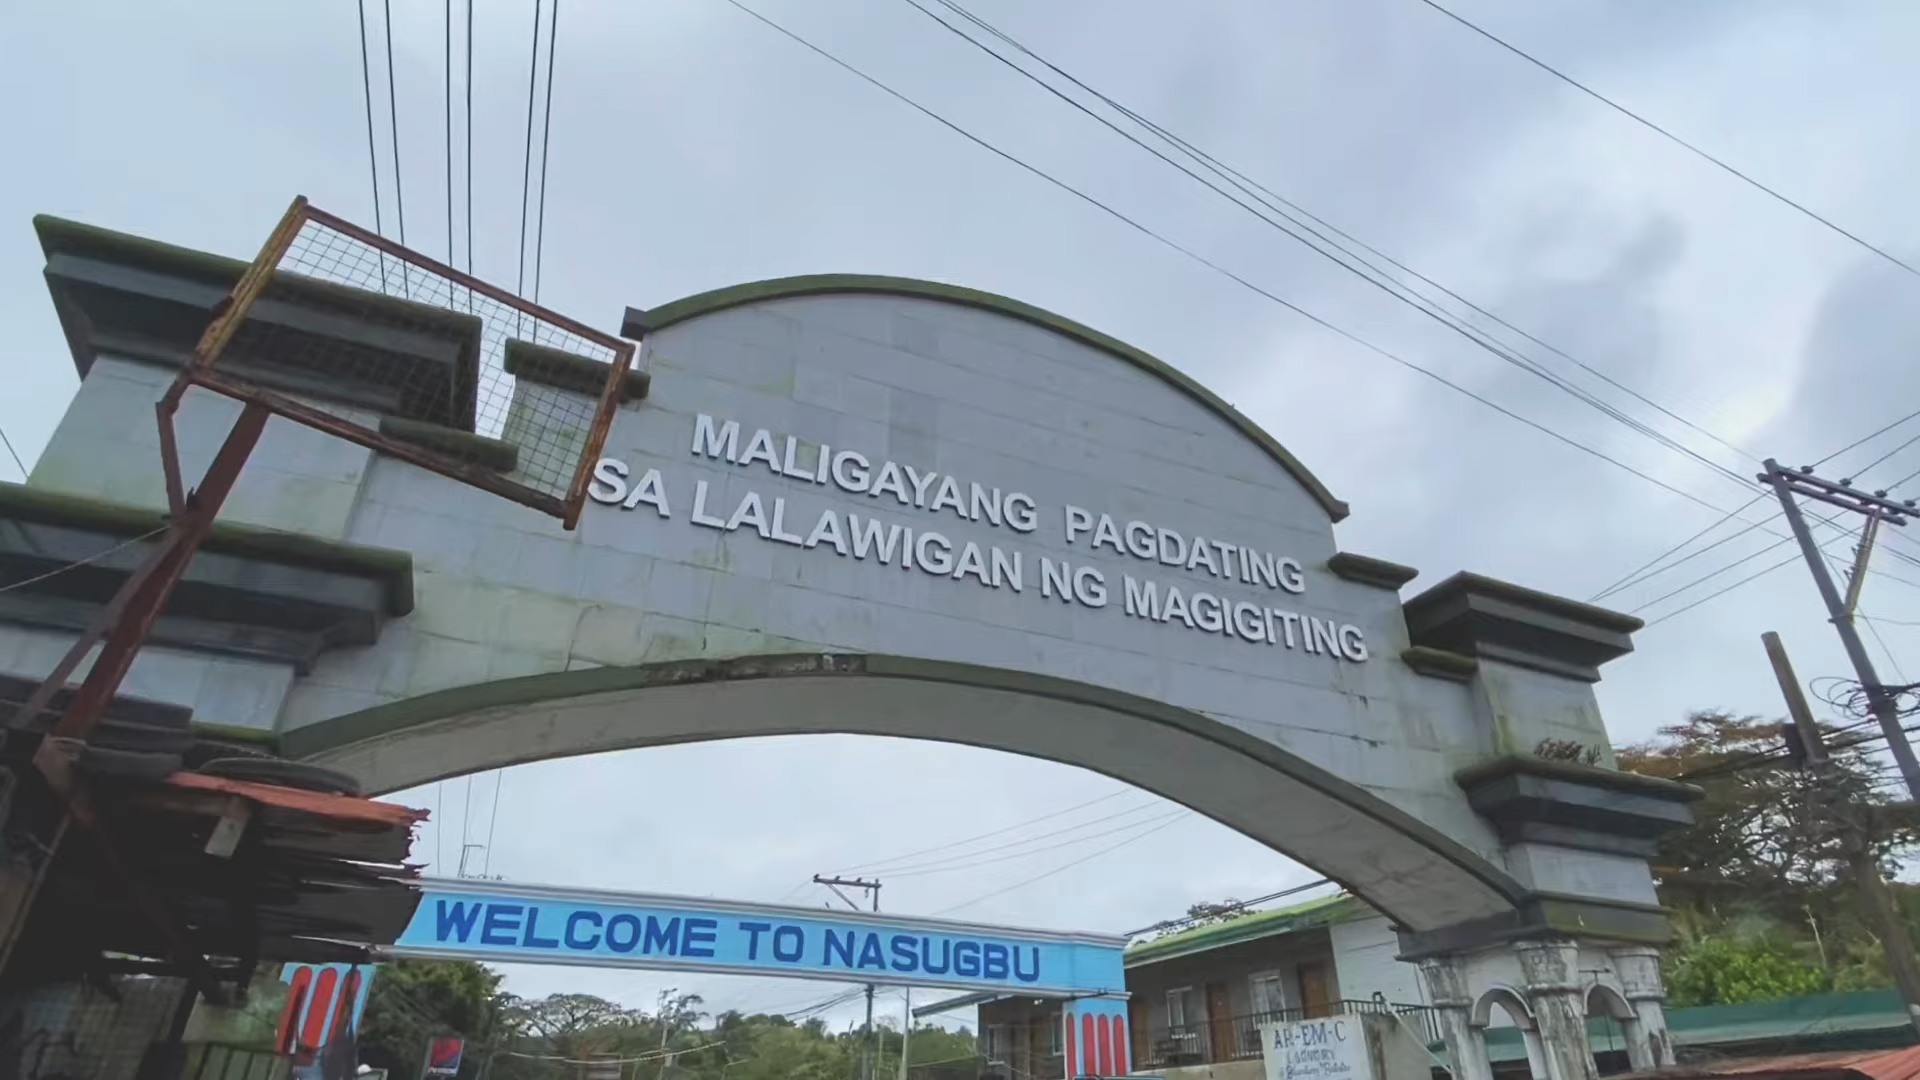 MALIGAYANG PAGDATING
SA LALAWIGAN NG MAGIGITING
WELCOME TO NASUGBU
AR-EM-C
LAUNDRY